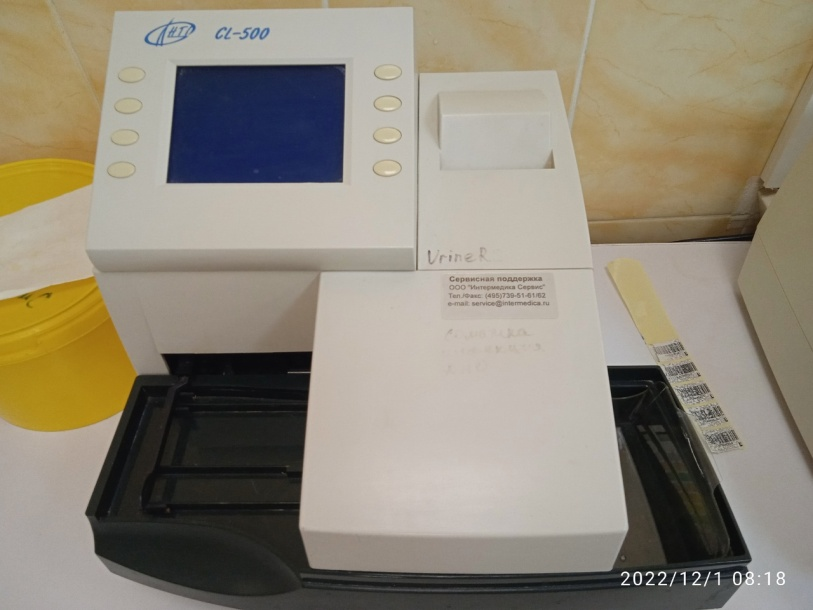 CL-500
UrineR
Сервисная поддержка
ООО "Интермедика Сервис"
Тел./Факс: (495)739-51-61/62
e-mail: service@intermedica.ru
2022/12/1 08:18